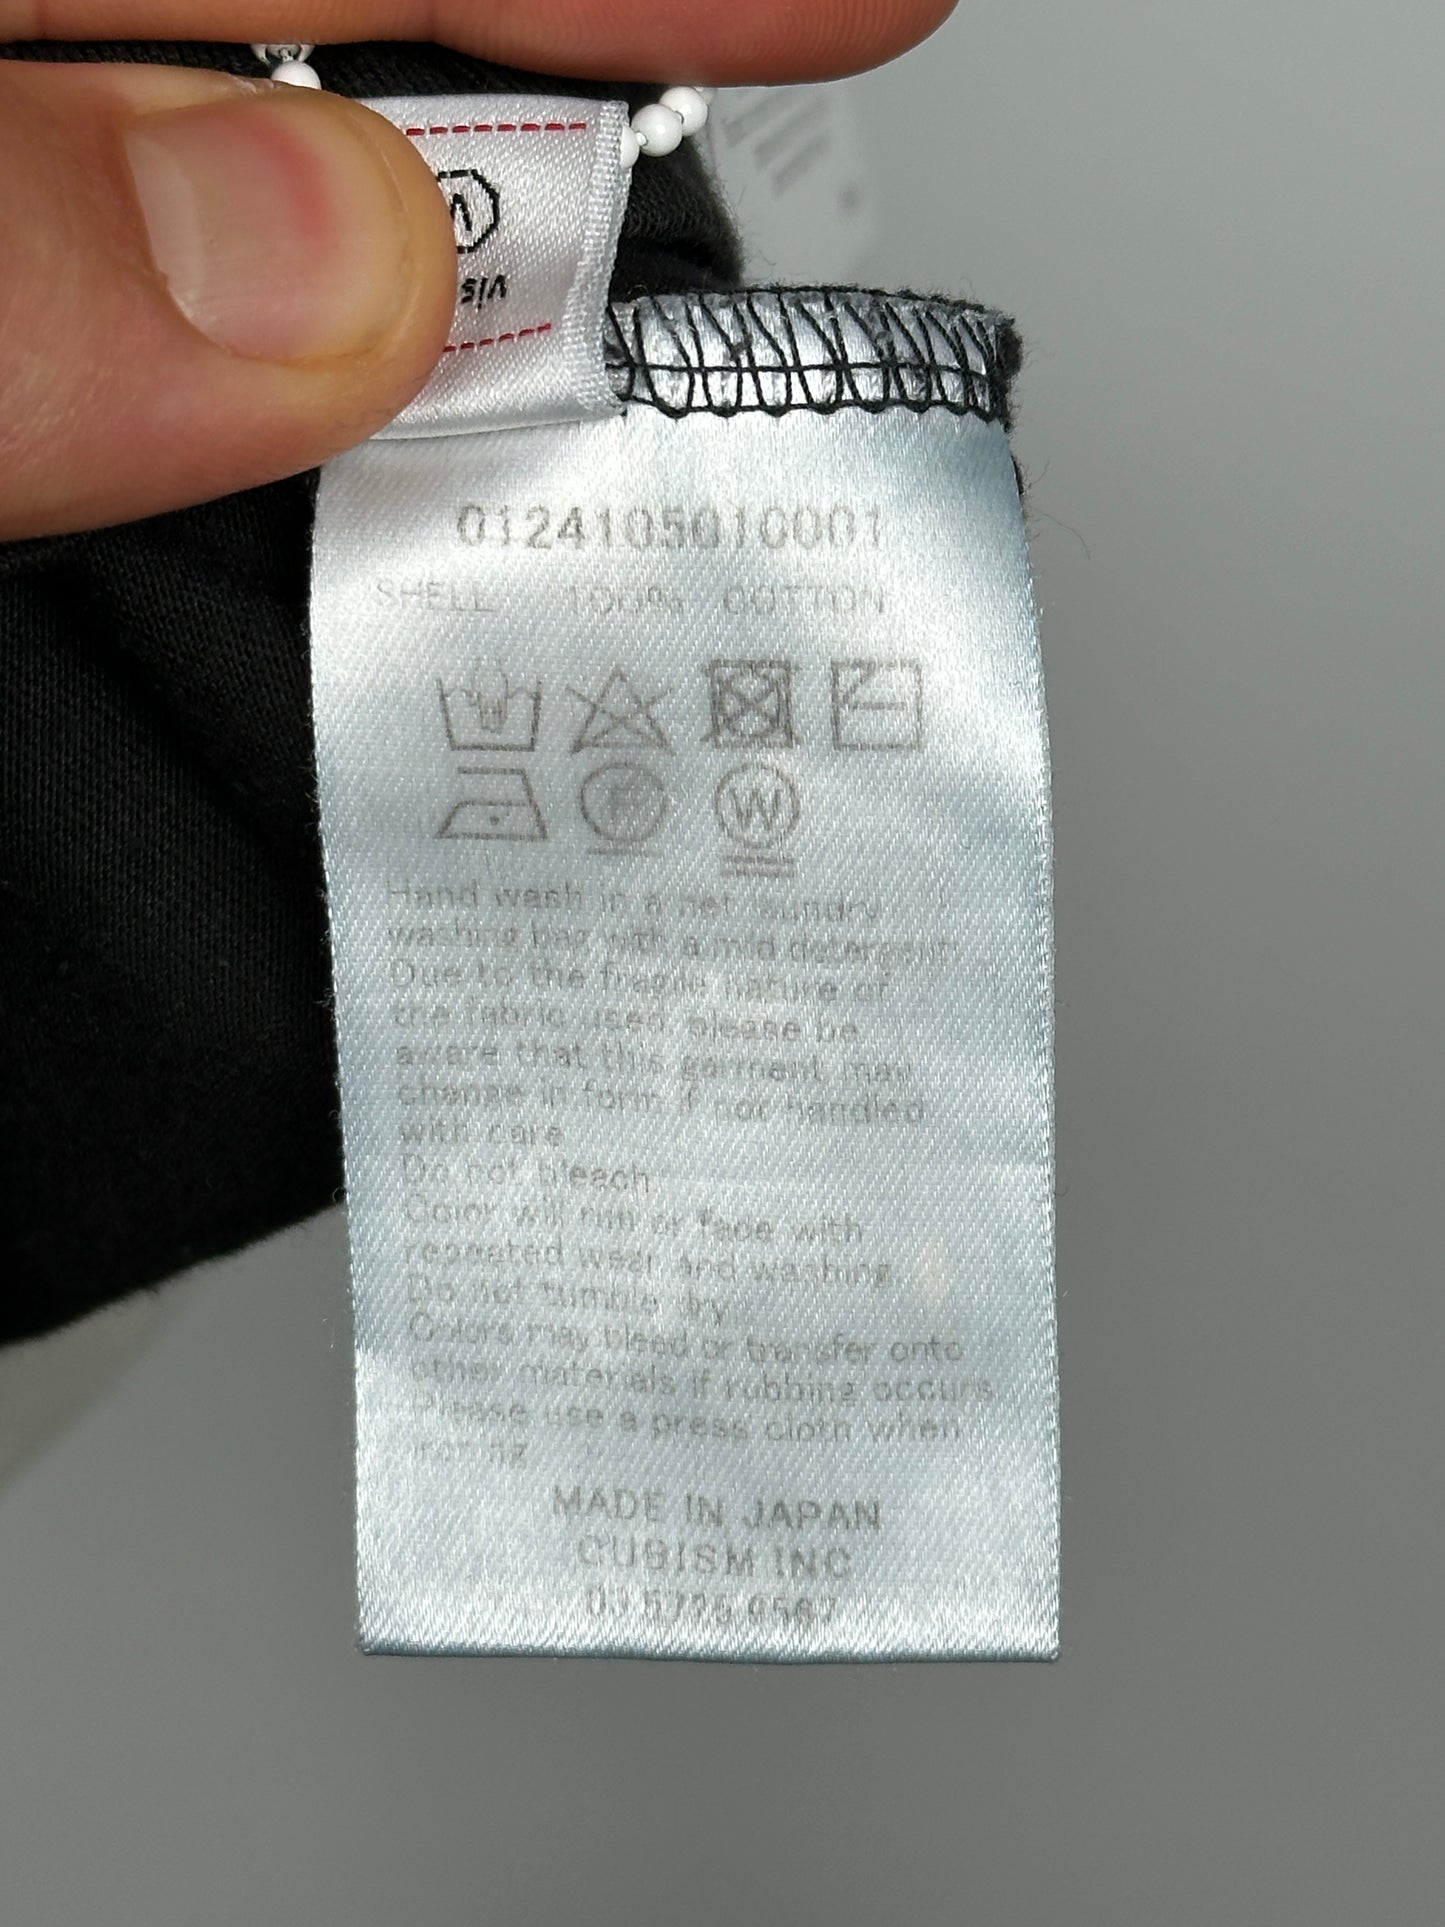 vis
0124105010001
SHELL 100% COTTON
W
Hand wash in a net laundry
washing bag with a mild detergent
Due to the fragile nature of
the fabric used, please be
aware that this garment may
change in form if not handled
with care
Do not bleach
Color will run or fade with
repeated wear and washing
Do not tumble dry
Colors may bleed or transfer onto
other materials if rubbing occurs
Please use a press cloth when
ironing
MADE IN JAPAN
CUBISM INC